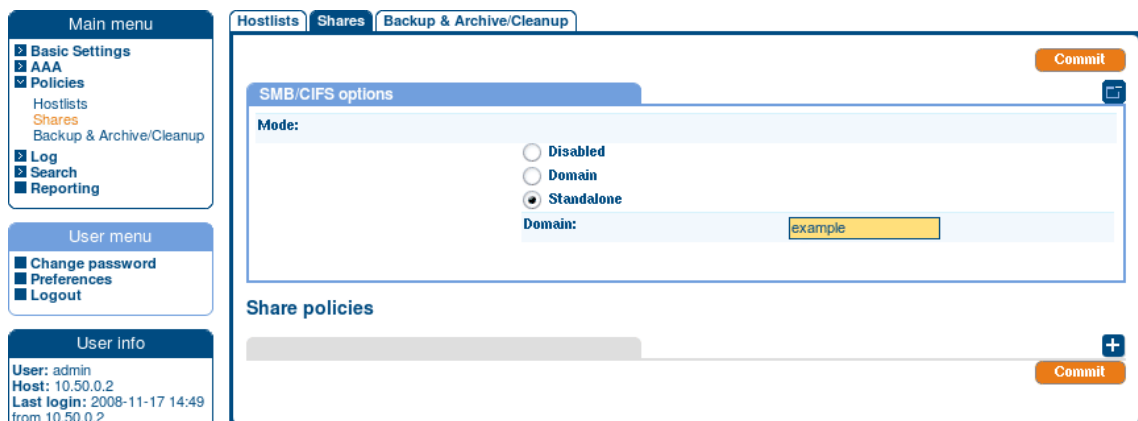 Main menu
Basic Settings
AAA
Policies
Hostlists
Shares
Backup & Archive/Cleanup
Log
Search
Reporting
User menu
Change password
Preferences
Logout
User info
User: admin
Host: 10.50.0.2
Last login: 2008-11-17 14:49
from 10.50.0.2
Hostlists Shares Backup & Archive/Cleanup
Commit
SMB/CIFS options
Mode:
Disabled
Domain
Standalone
Domain: example
Share policies
Commit